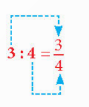 3 : 4 = 3/4